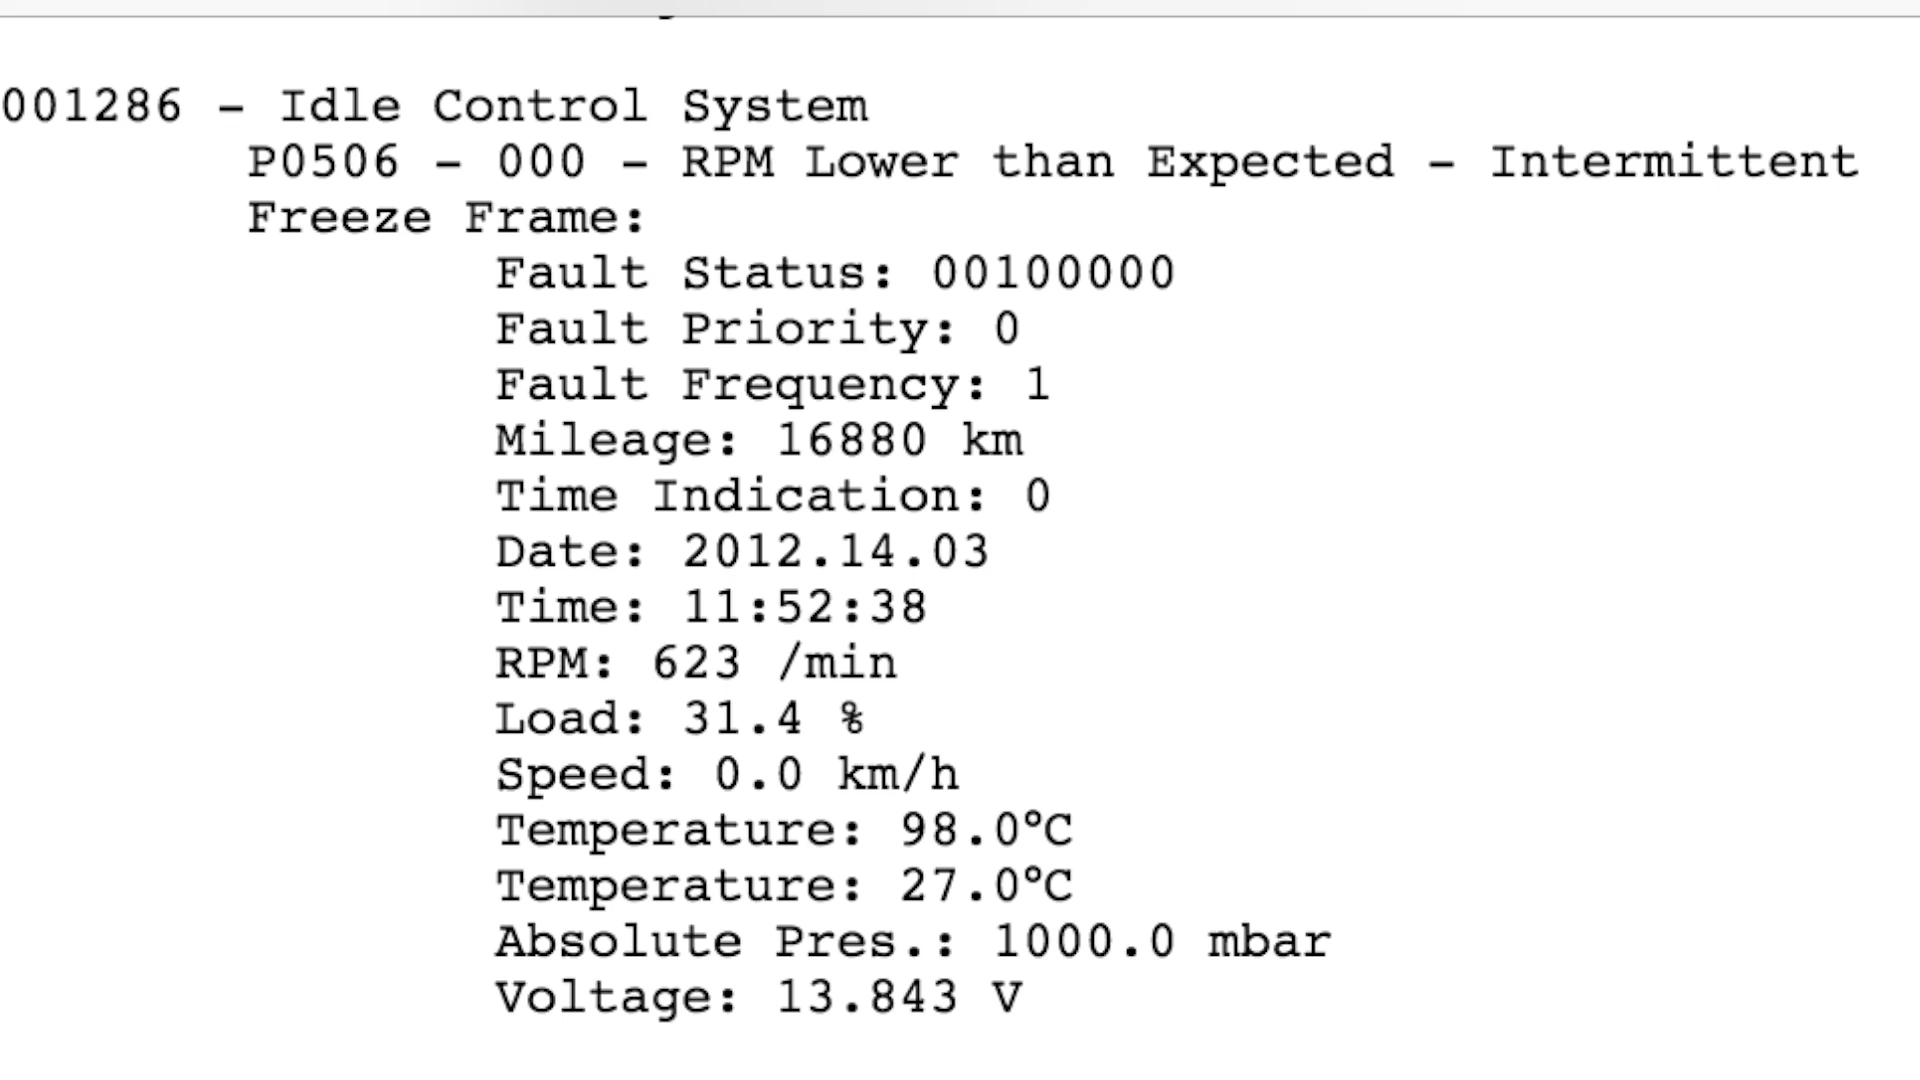 001286 - Idle Control System
P0506 - 000 - RPM Lower than Expected - Intermittent
Freeze Frame:
Fault Status: 00100000
Fault Priority: 0
Fault Frequency: 1
Mileage: 16880 km
Time Indication: 0
Date: 2012.14.03
Time: 11:52:38
RPM: 623 /min
Load: 31.4 %
Speed: 0.0 km/h
Temperature: 98.0°C
Temperature: 27.0°C
Absolute Pres.: 1000.0 mbar
Voltage: 13.843 V